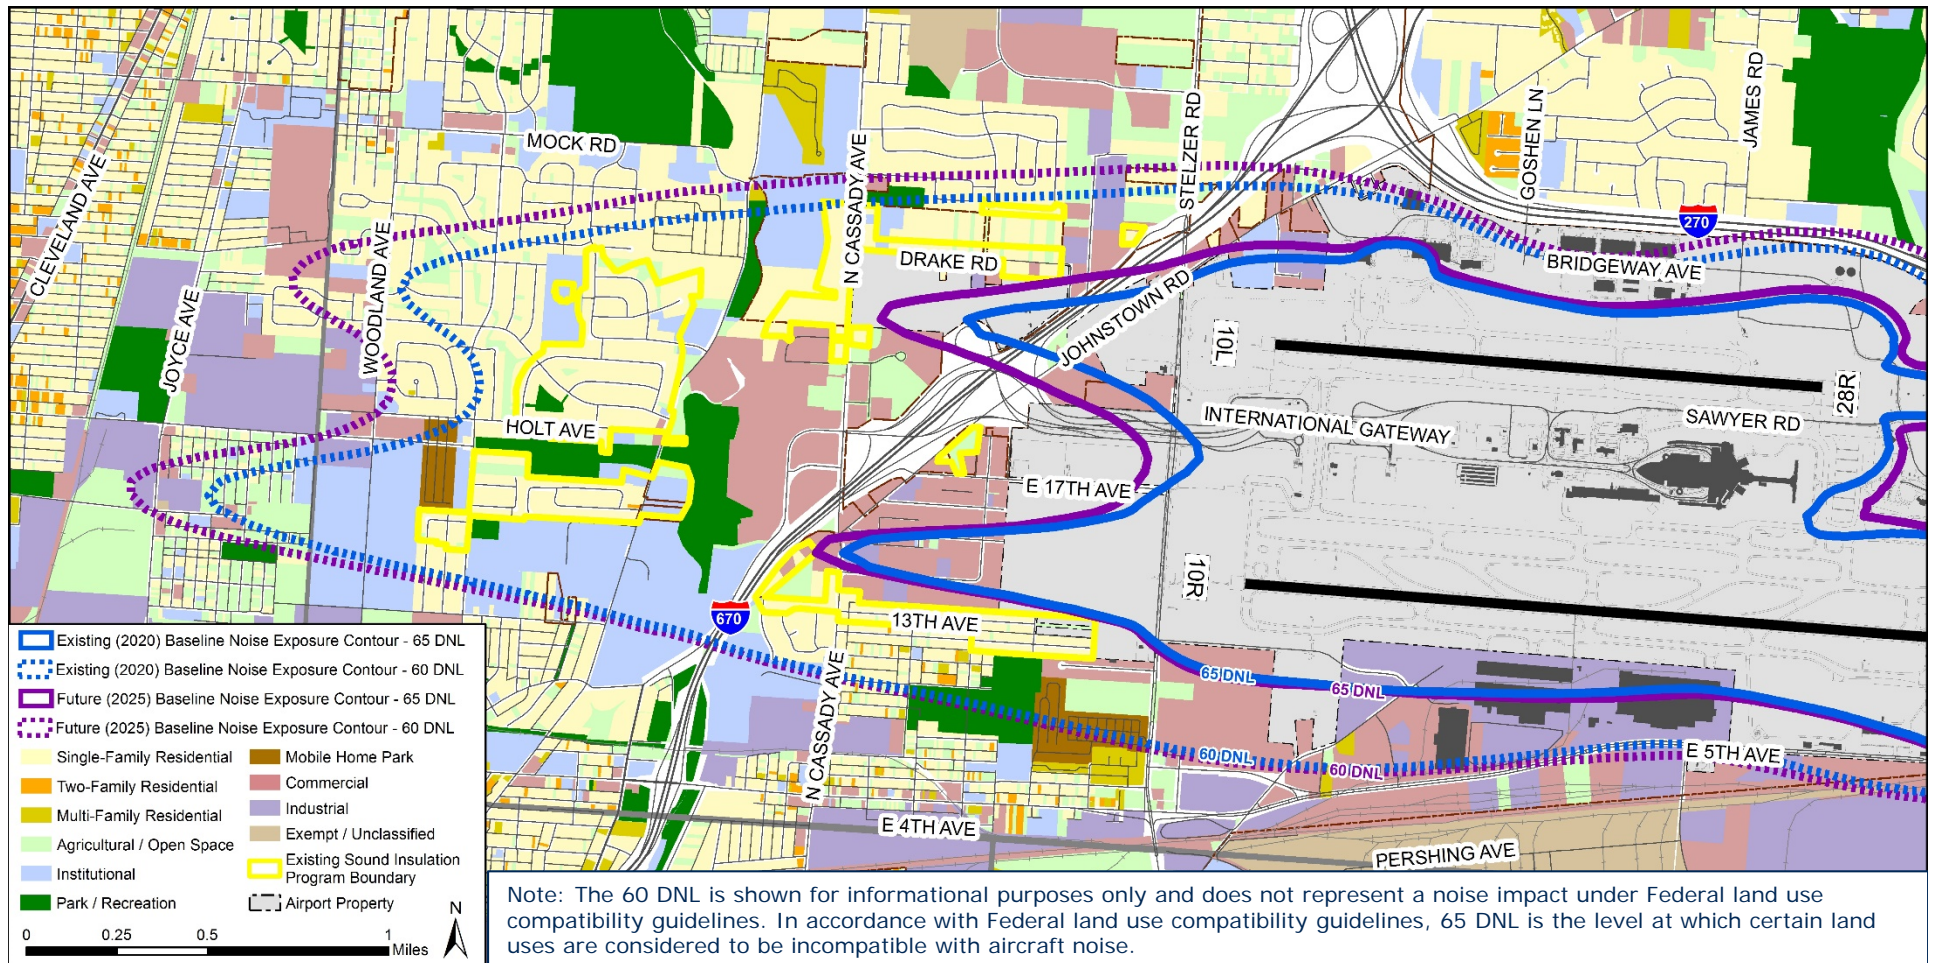 MOCK RD
CLEVELAND AVE
WOODLAND AVE
JOYCE AVE
HOLT AVE
N CASSADY AVE
DRAKE RD
STELZER RD
JOHNSTOWN RD
GOSHEN LN
JAMES RD
270
BRIDGEWAY AVE
10L
28R
INTERNATIONAL GATEWAY
SAWYER RD
E 17TH AVE
10R
670
13TH AVE
N CASSADY AVE
65 DNL
65 DNL
60 DNL
60 DNL
E 5TH AVE
E 4TH AVE
PERSHING AVE
Existing (2020) Baseline Noise Exposure Contour - 65 DNL
Existing (2020) Baseline Noise Exposure Contour - 60 DNL
Future (2025) Baseline Noise Exposure Contour - 65 DNL
Future (2025) Baseline Noise Exposure Contour - 60 DNL
Single-Family Residential
Two-Family Residential
Multi-Family Residential
Agricultural / Open Space
Institutional
Park / Recreation
Mobile Home Park
Commercial
Industrial
Exempt / Unclassified
Existing Sound Insulation
Program Boundary
Airport Property
0 0.25 0.5 1
Miles
N
Note: The 60 DNL is shown for informational purposes only and does not represent a noise impact under Federal land use
compatibility guidelines. In accordance with Federal land use compatibility guidelines, 65 DNL is the level at which certain land
uses are considered to be incompatible with aircraft noise.